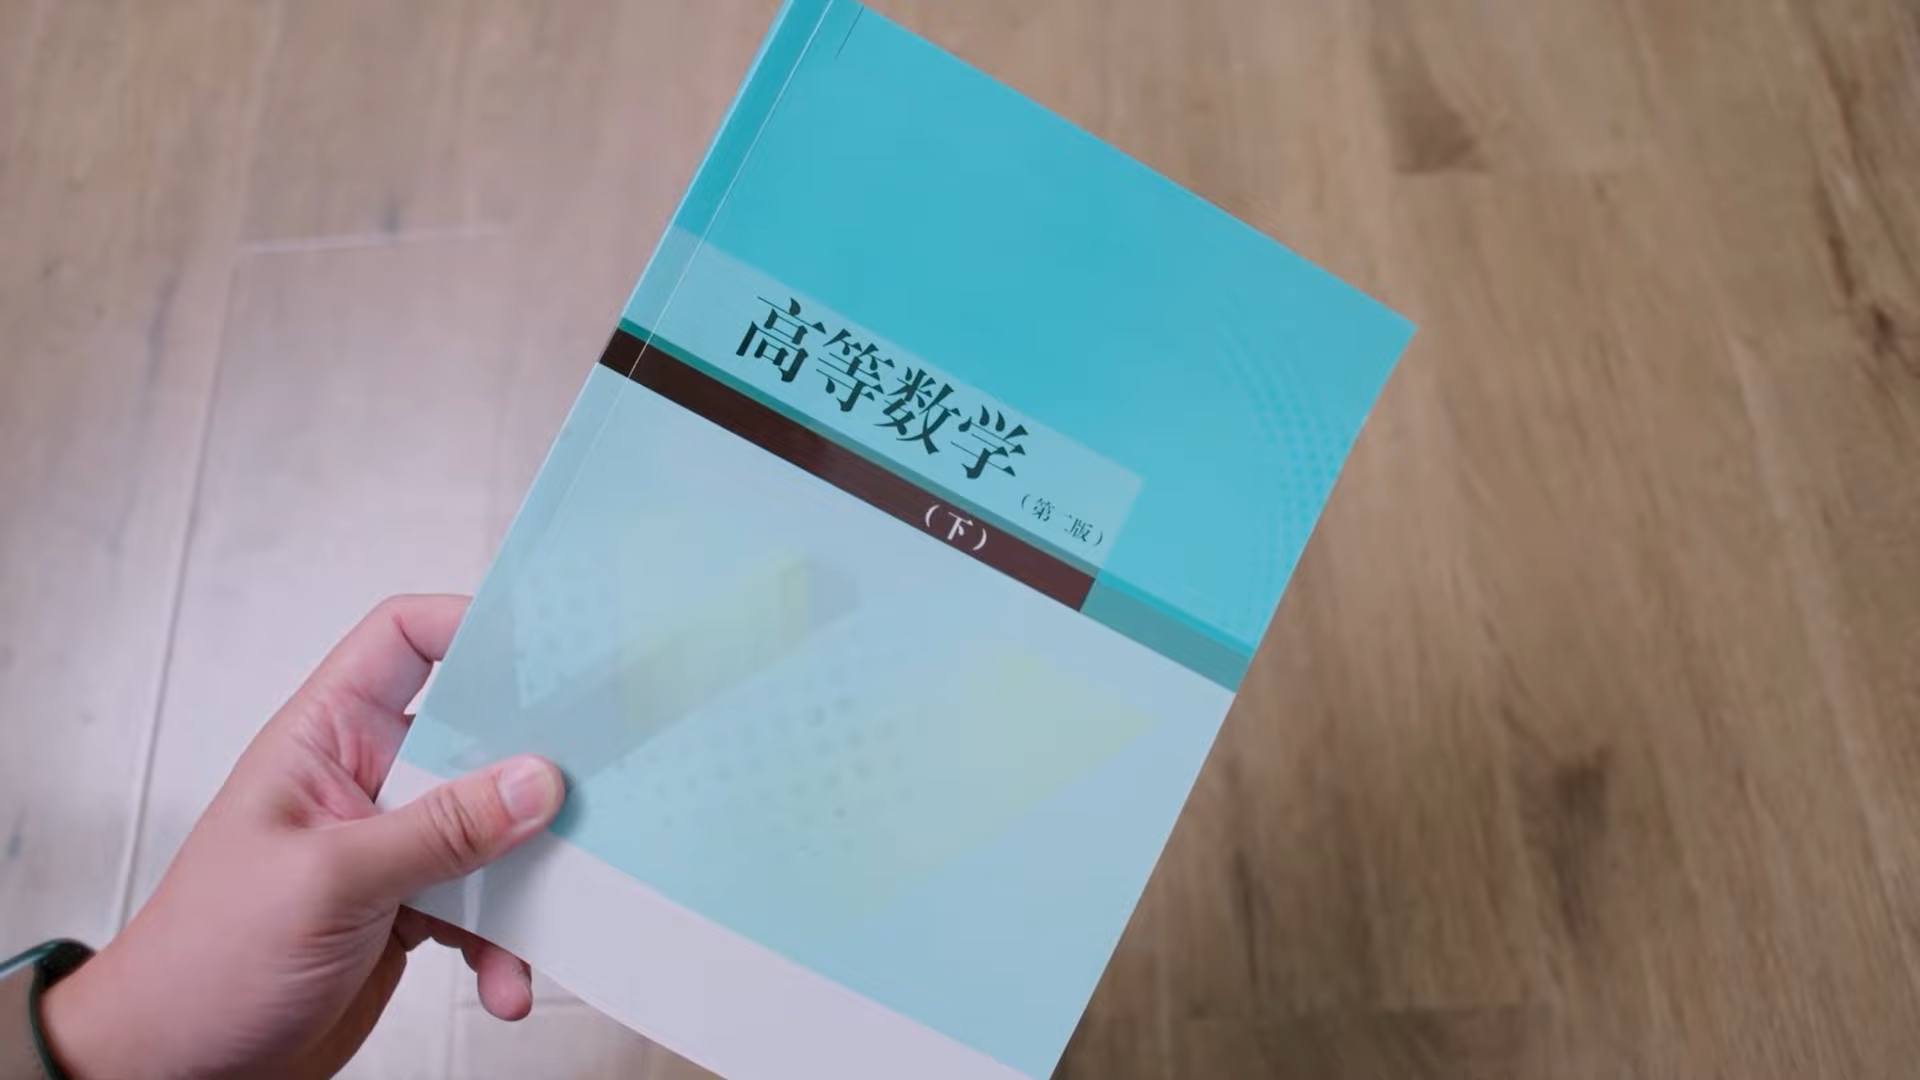 高等数学
（第二版）
（下）